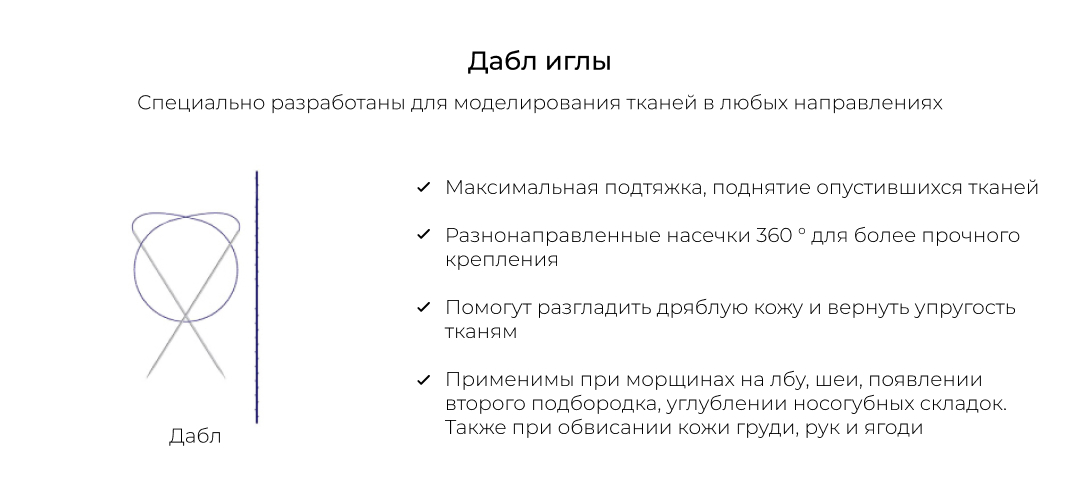 Дабл иглы
Специально разработаны для моделирования тканей в любых направлениях
Максимальная подтяжка, поднятие опустившихся тканей
Разнонаправленные насечки 360 ° для более прочного
крепления
Помогут разгладить дряблую кожу и вернуть упругость
тканям
Применимы при морщинах на лбу, шеи, появлении
второго подбородка, углублении носогубных складок.
Также при обвисании кожи груди, рук и ягоди
Дабл